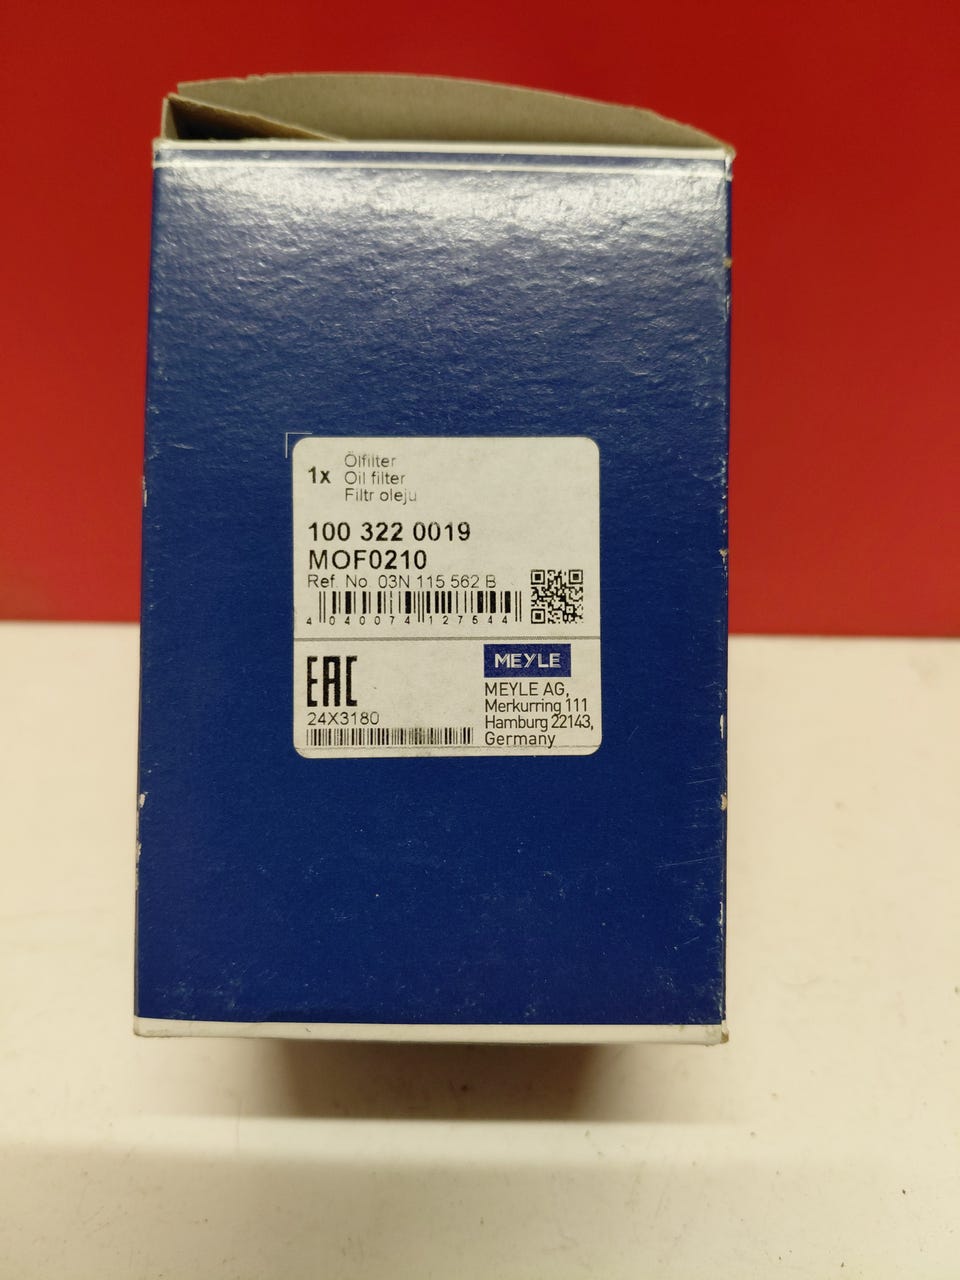 1x
Ölfilter
Oil filter
Filtr oleju
100 322 0019
MOF0210
Ref. No. 03N 115 562 B
4 040074 127544
EAC
24X3180
MEYLE
MEYLE AG,
Merkurring 111
Hamburg 22143,
Germany